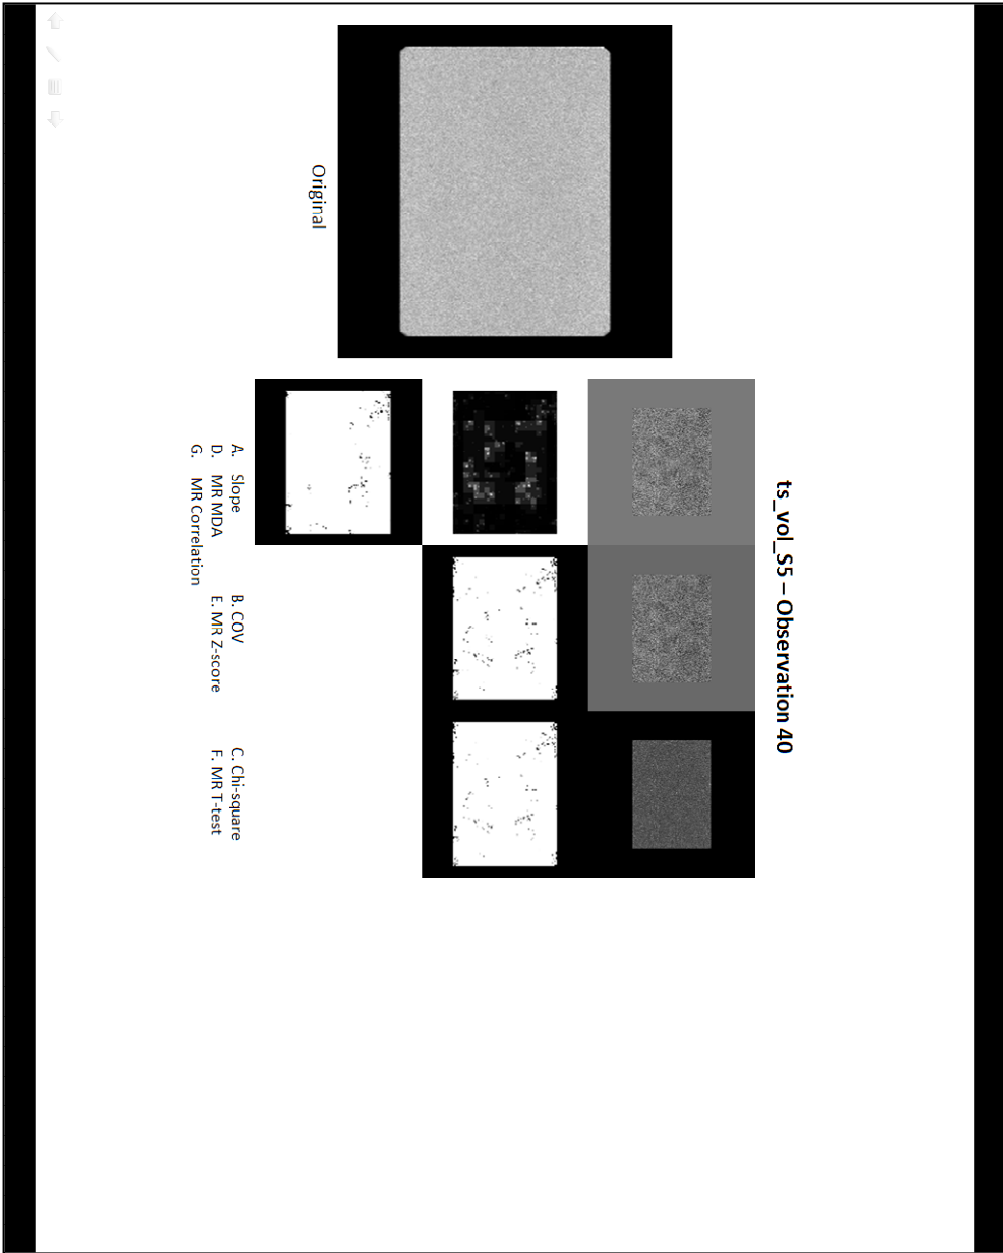 ts_vol_S5 – Observation 40
Original
A. Slope B. COV C. Chi-square
D. MR MDA E. MR Z-score F. MR T-test
G. MR Correlation